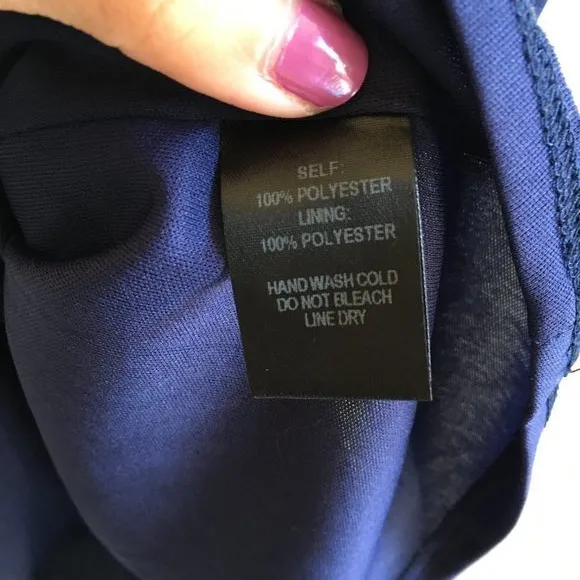 SELF:
100% POLYESTER
LINING:
100% POLYESTER
HAND WASH COLD
DO NOT BLEACH
LINE DRY